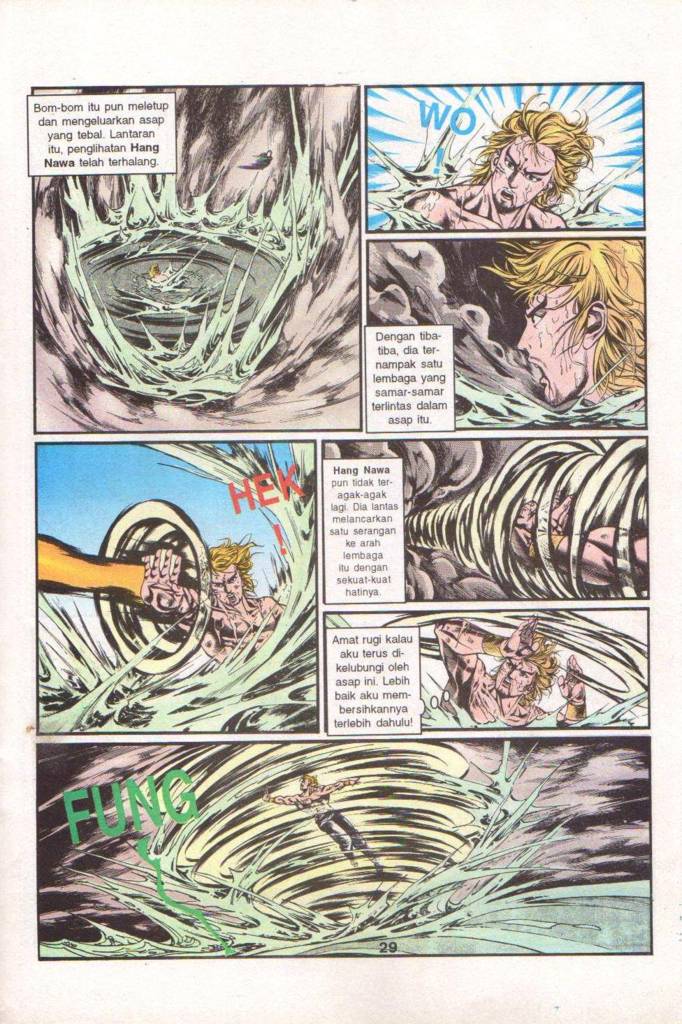 Bom-bom itu pun meletup
dan mengeluarkan asap
yang tebal. Lantaran
itu, penglihatan Hang
Nawa telah terhalang.
WO
!
Dengan tiba-
tiba, dia ter-
nampak satu
lembaga yang
samar-samar
terlintas dalam
asap itu.
HEK
!
Hang Nawa
pun tidak ter-
agak-agak
lagi. Dia lantas
melancarkan
satu serangan
ke arah
lembaga
itu dengan
sekuat-kuat
hatinya.
Amat rugi kalau
aku terus di-
kelubungi oleh
asap ini. Lebih
baik aku mem-
bersihkannya
terlebih dahulu!
FUNG
29